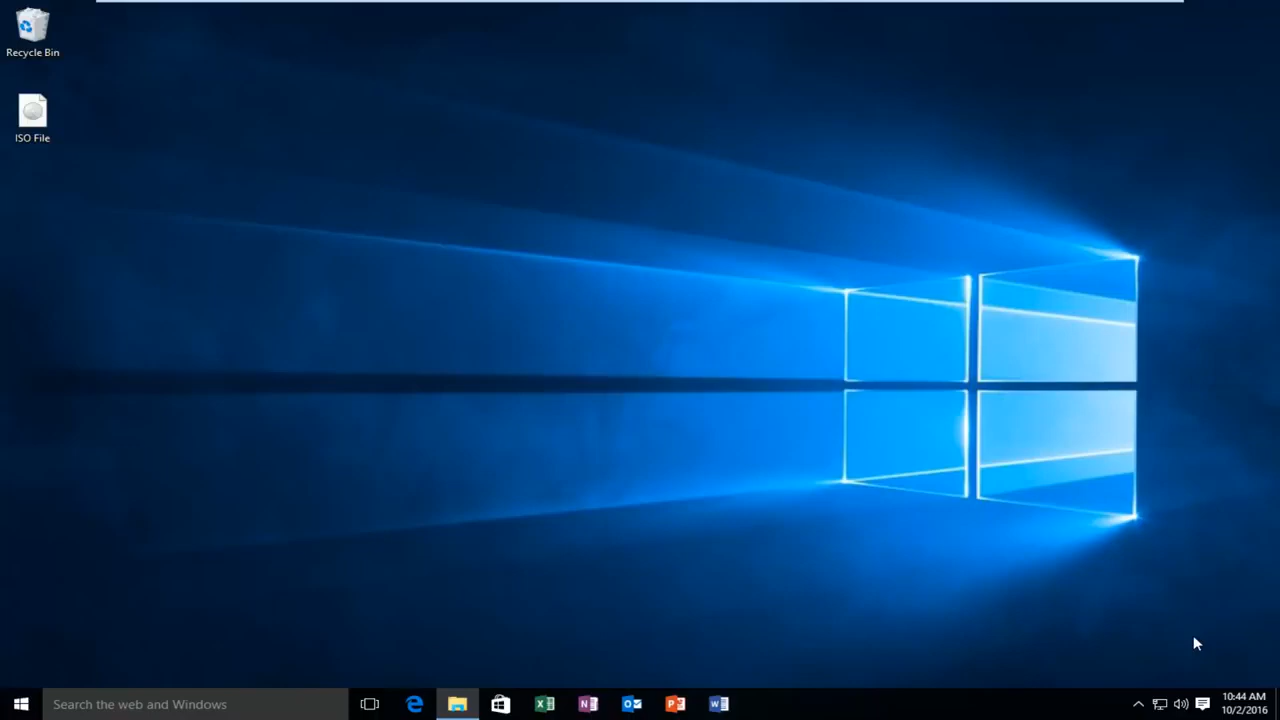 Recycle Bin
ISO File
Search the web and Windows
10:44 AM
10/2/2016